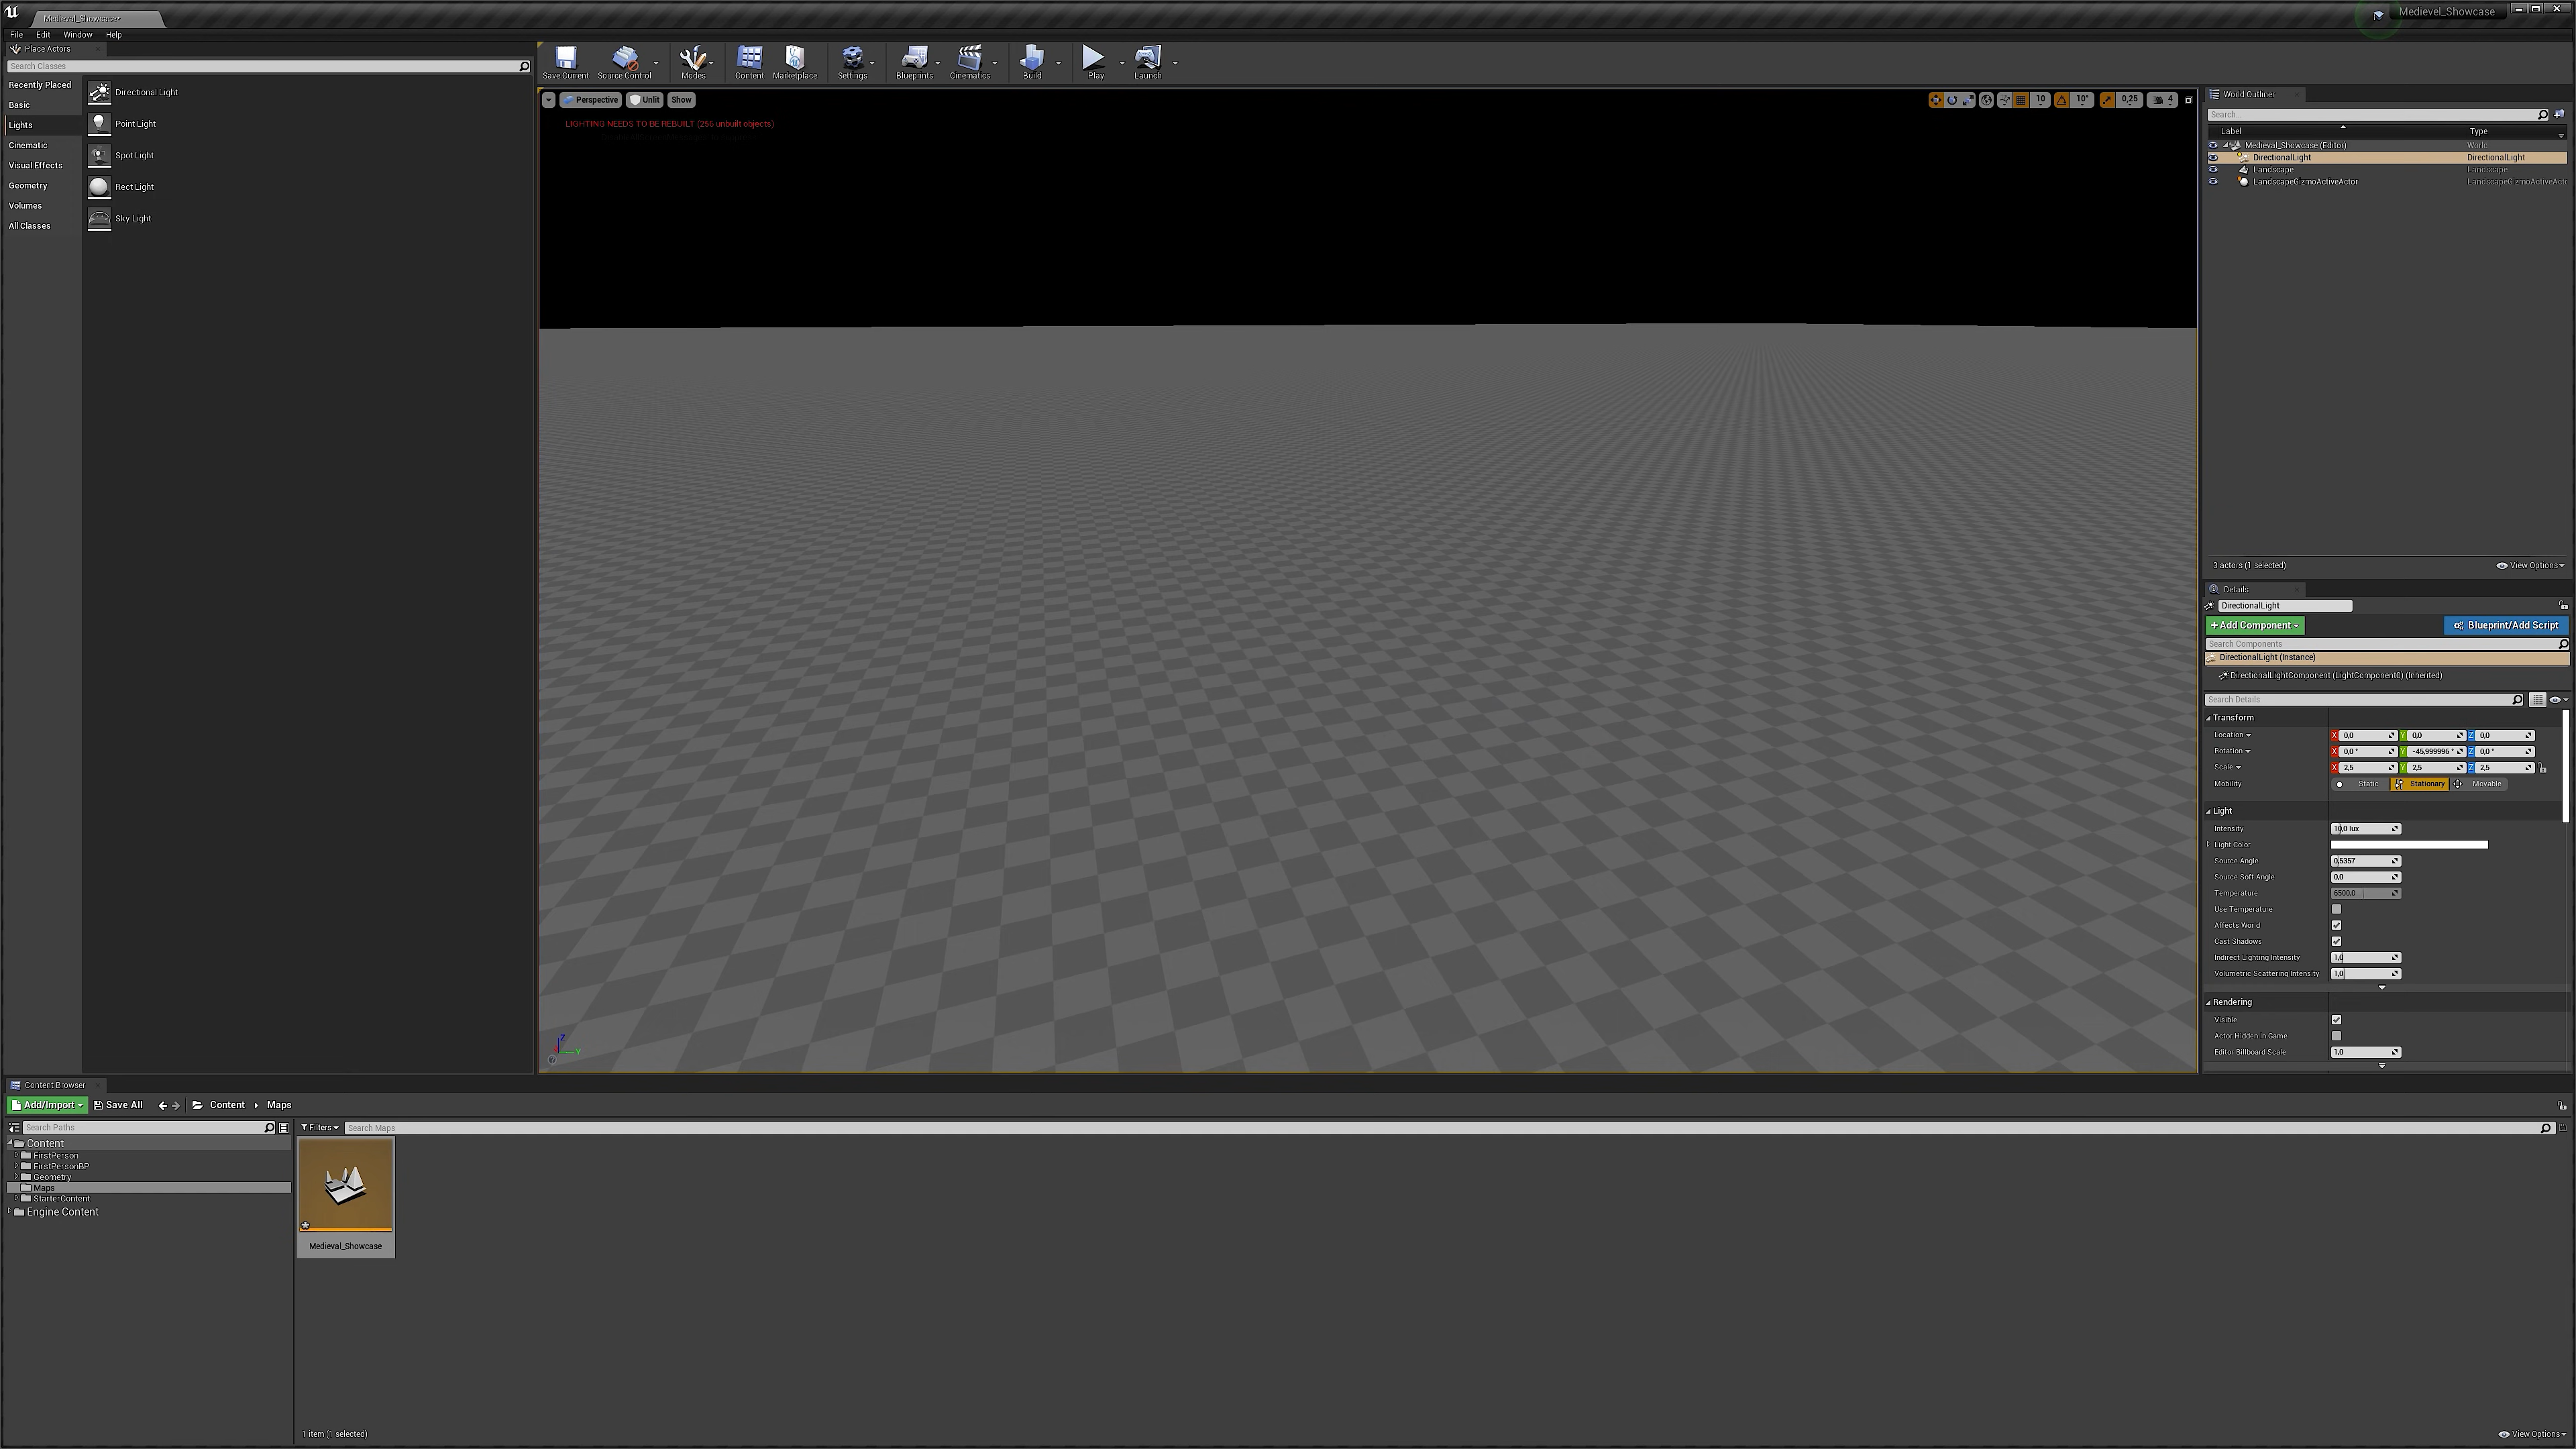 Medieval_Showcase•
Medievel_Showcase
File Edit Window Help
Place Actors
Search Classes
Recently Placed
Basic
Lights
Cinematic
Visual Effects
Geometry
Volumes
All Classes
Directional Light
Point Light
Spot Light
Rect Light
Sky Light
Save Current Source Control Modes Content Marketplace Settings Blueprints Cinematics Build Play Launch
Perspective Unlit Show
10 10° 0,25 4
LIGHTING NEEDS TO BE REBUILT (256 unbuilt objects)
Z
Y
World Outliner
Search...
Label Type
Medieval_Showcase (Editor) World
DirectionalLight DirectionalLight
Landscape Landscape
LandscapeGizmoActiveActor LandscapeGizmoActiveActo
3 actors (1 selected) View Options
Details
DirectionalLight
+ Add Component Blueprint/Add Script
Search Components
DirectionalLight (Instance)
DirectionalLightComponent (LightComponent0) (Inherited)
Search Details
Transform
Location X 0,0 Y 0,0 Z 0,0
Rotation X 0,0 ° Y -45,999996 ° Z 0,0 °
Scale X 2,5 Y 2,5 Z 2,5
Mobility Static Stationary Movable
Light
Intensity 10,0 lux
Light Color
Source Angle 0,5357
Source Soft Angle 0,0
Temperature 6500,0
Use Temperature
Affects World
Cast Shadows
Indirect Lighting Intensity 1,0
Volumetric Scattering Intensity 1,0
Rendering
Visible
Actor Hidden In Game
Editor Billboard Scale 1,0
Content Browser
Add/Import Save All Content Maps
Search Paths
Filters Search Maps
Content
FirstPerson
FirstPersonBP
Geometry
Maps
StarterContent
Engine Content
Medieval_Showcase
1 item (1 selected) View Options